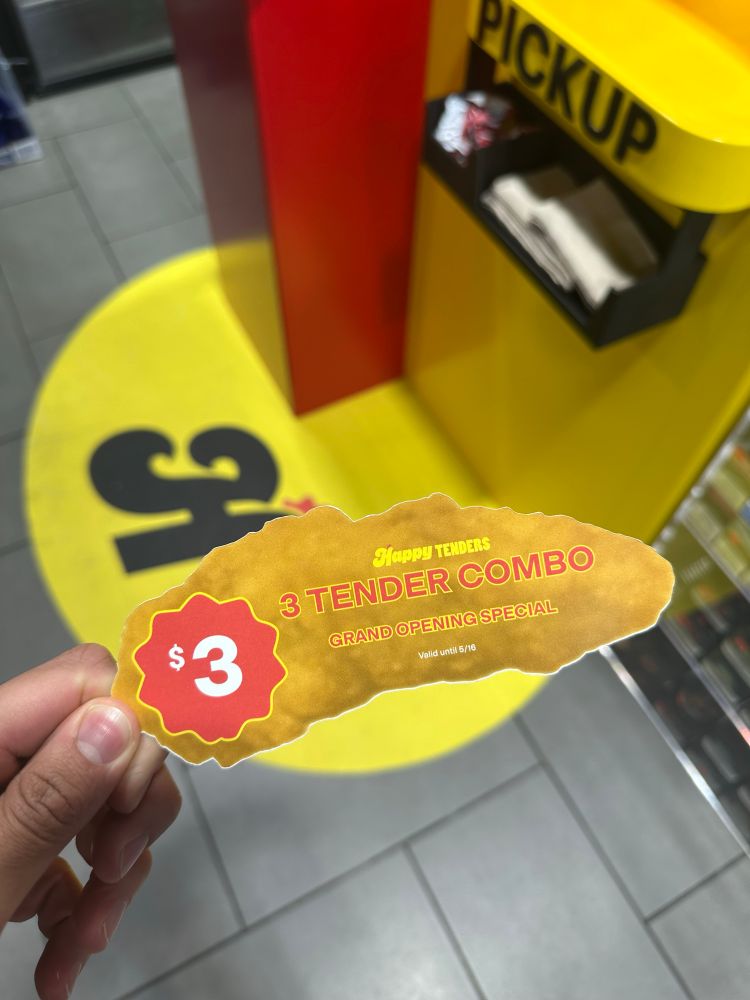 PICKUP
Happy TENDERS
3 TENDER COMBO
GRAND OPENING SPECIAL
Valid until 5/16
$3